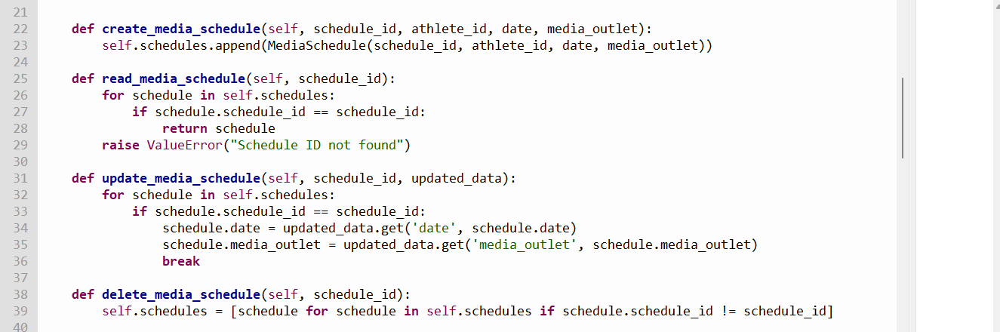 21
22 def create_media_schedule(self, schedule_id, athlete_id, date, media_outlet):
23 self.schedules.append(MediaSchedule(schedule_id, athlete_id, date, media_outlet))
24
25 def read_media_schedule(self, schedule_id):
26 for schedule in self.schedules:
27 if schedule.schedule_id == schedule_id:
28 return schedule
29 raise ValueError("Schedule ID not found")
30
31 def update_media_schedule(self, schedule_id, updated_data):
32 for schedule in self.schedules:
33 if schedule.schedule_id == schedule_id:
34 schedule.date = updated_data.get('date', schedule.date)
35 schedule.media_outlet = updated_data.get('media_outlet', schedule.media_outlet)
36 break
37
38 def delete_media_schedule(self, schedule_id):
39 self.schedules = [schedule for schedule in self.schedules if schedule.schedule_id != schedule_id]
40